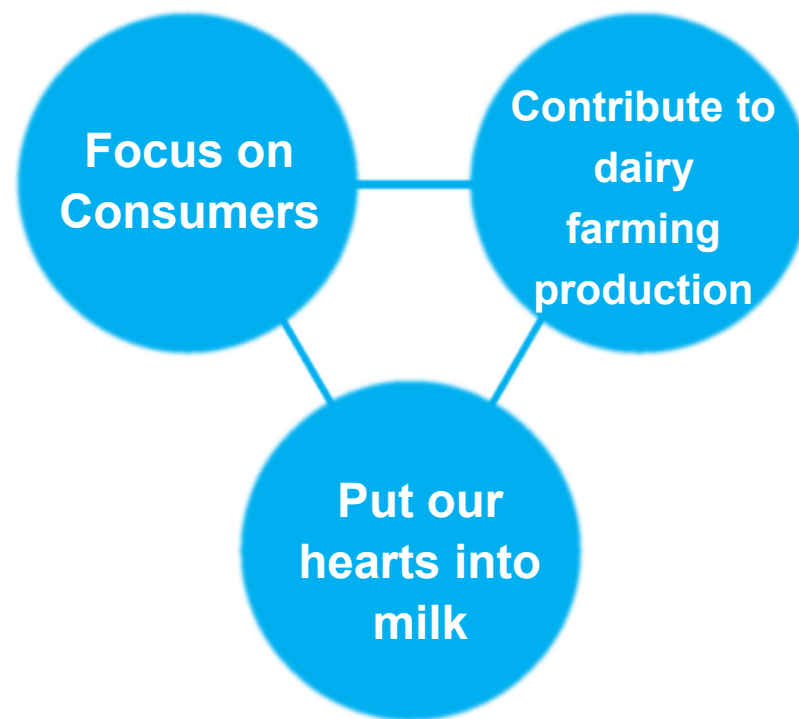 Focus on
Consumers
Contribute to
dairy
farming
production
Put our
hearts into
milk